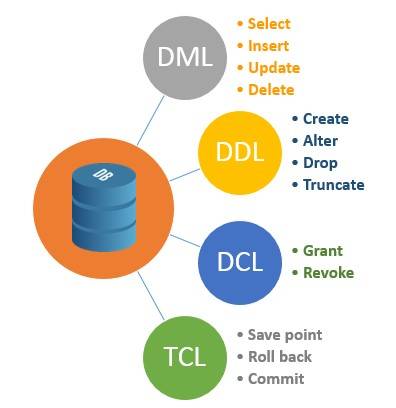 DB
DML
• Select
• Insert
• Update
• Delete
DDL
• Create
• Alter
• Drop
• Truncate
DCL
• Grant
• Revoke
TCL
• Save point
• Roll back
• Commit